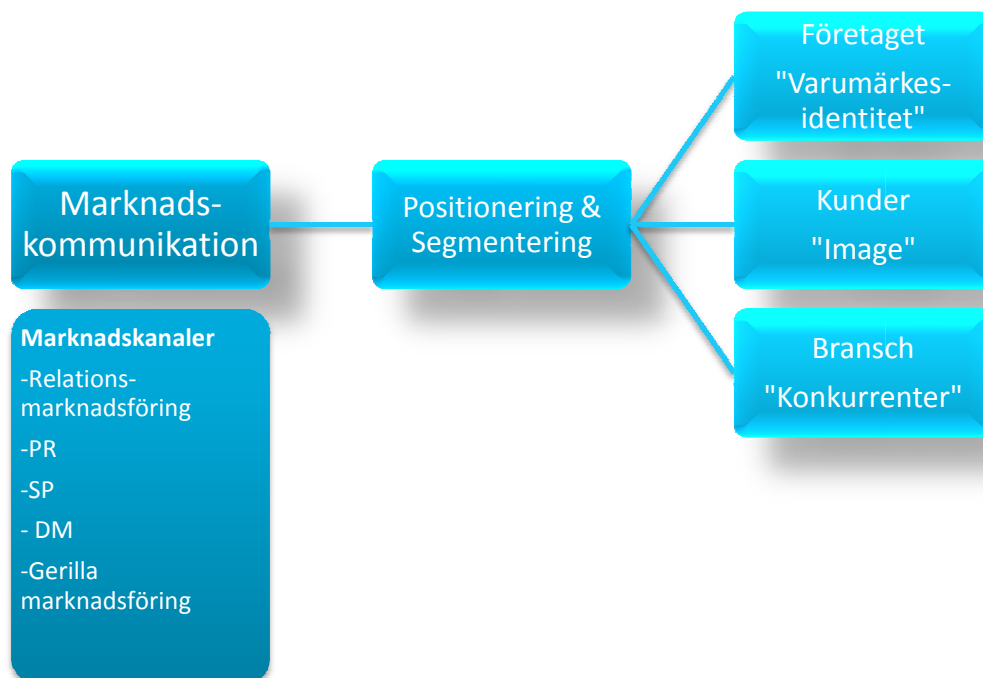 Marknads-
kommunikation
Marknadskanaler
-Relations-
marknadsföring
-PR
-SP
- DM
-Gerilla
marknadsföring
Positionering &
Segmentering
Företaget
"Varumärkes-
identitet"
Kunder
"Image"
Bransch
"Konkurrenter"